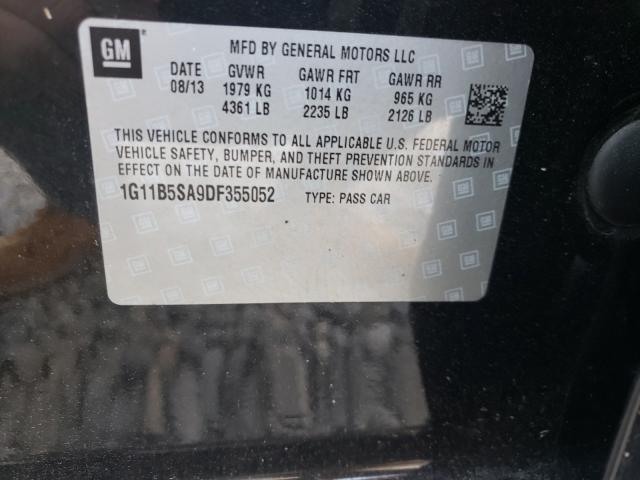 GM
MFD BY GENERAL MOTORS LLC
DATE GVWR GAWR FRT GAWR RR
08/13 1979 KG 1014 KG 965 KG
4361 LB 2235 LB 2126 LB
THIS VEHICLE CONFORMS TO ALL APPLICABLE U.S. FEDERAL MOTOR
VEHICLE SAFETY, BUMPER, AND THEFT PREVENTION STANDARDS IN
EFFECT ON THE DATE OF MANUFACTURE SHOWN ABOVE.
1G11B5SA9DF355052 TYPE: PASS CAR